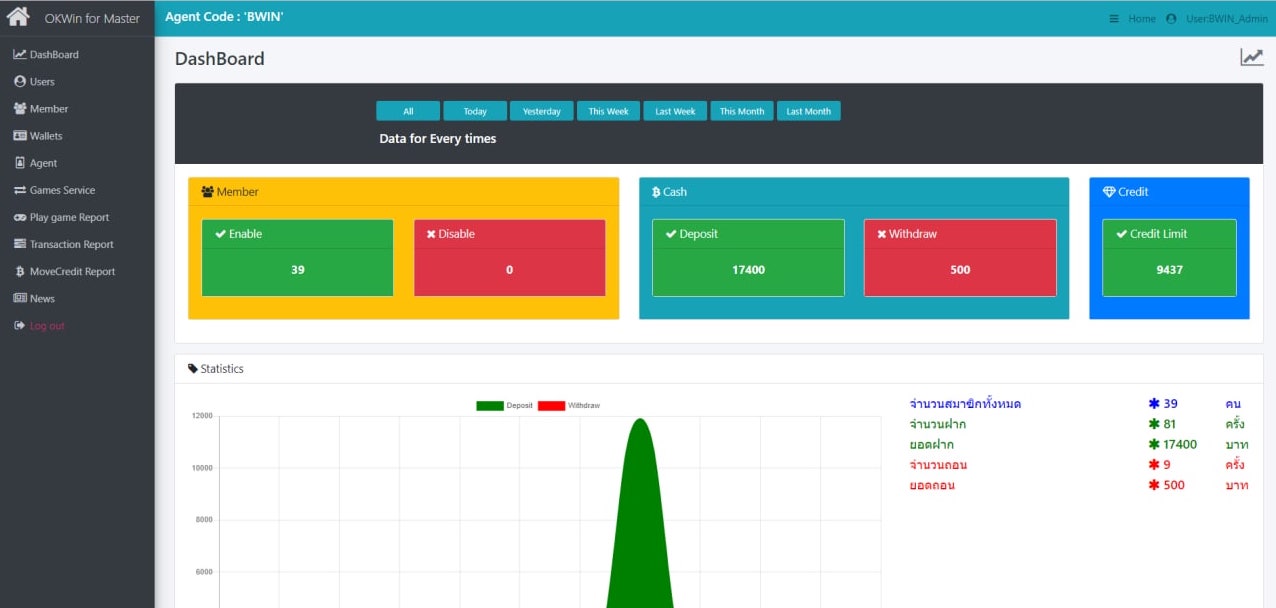 OKWin for Master
Agent Code : 'BWIN'
Home
User:BWIN_Admin
DashBoard
Users
Member
Wallets
Agent
Games Service
Play game Report
Transaction Report
MoveCredit Report
News
Log out
DashBoard
All Today Yesterday This Week Last Week This Month Last Month
Data for Every times
Member
Enable
39
Disable
0
Cash
Deposit
17400
Withdraw
500
Credit
Credit Limit
9437
Statistics
Deposit Withdraw
12000
10000
8000
6000
จำนวนสมาชิกทั้งหมด 39 คน
จำนวนฝาก 81 ครั้ง
ยอดฝาก 17400 บาท
จำนวนถอน 9 ครั้ง
ยอดถอน 500 บาท